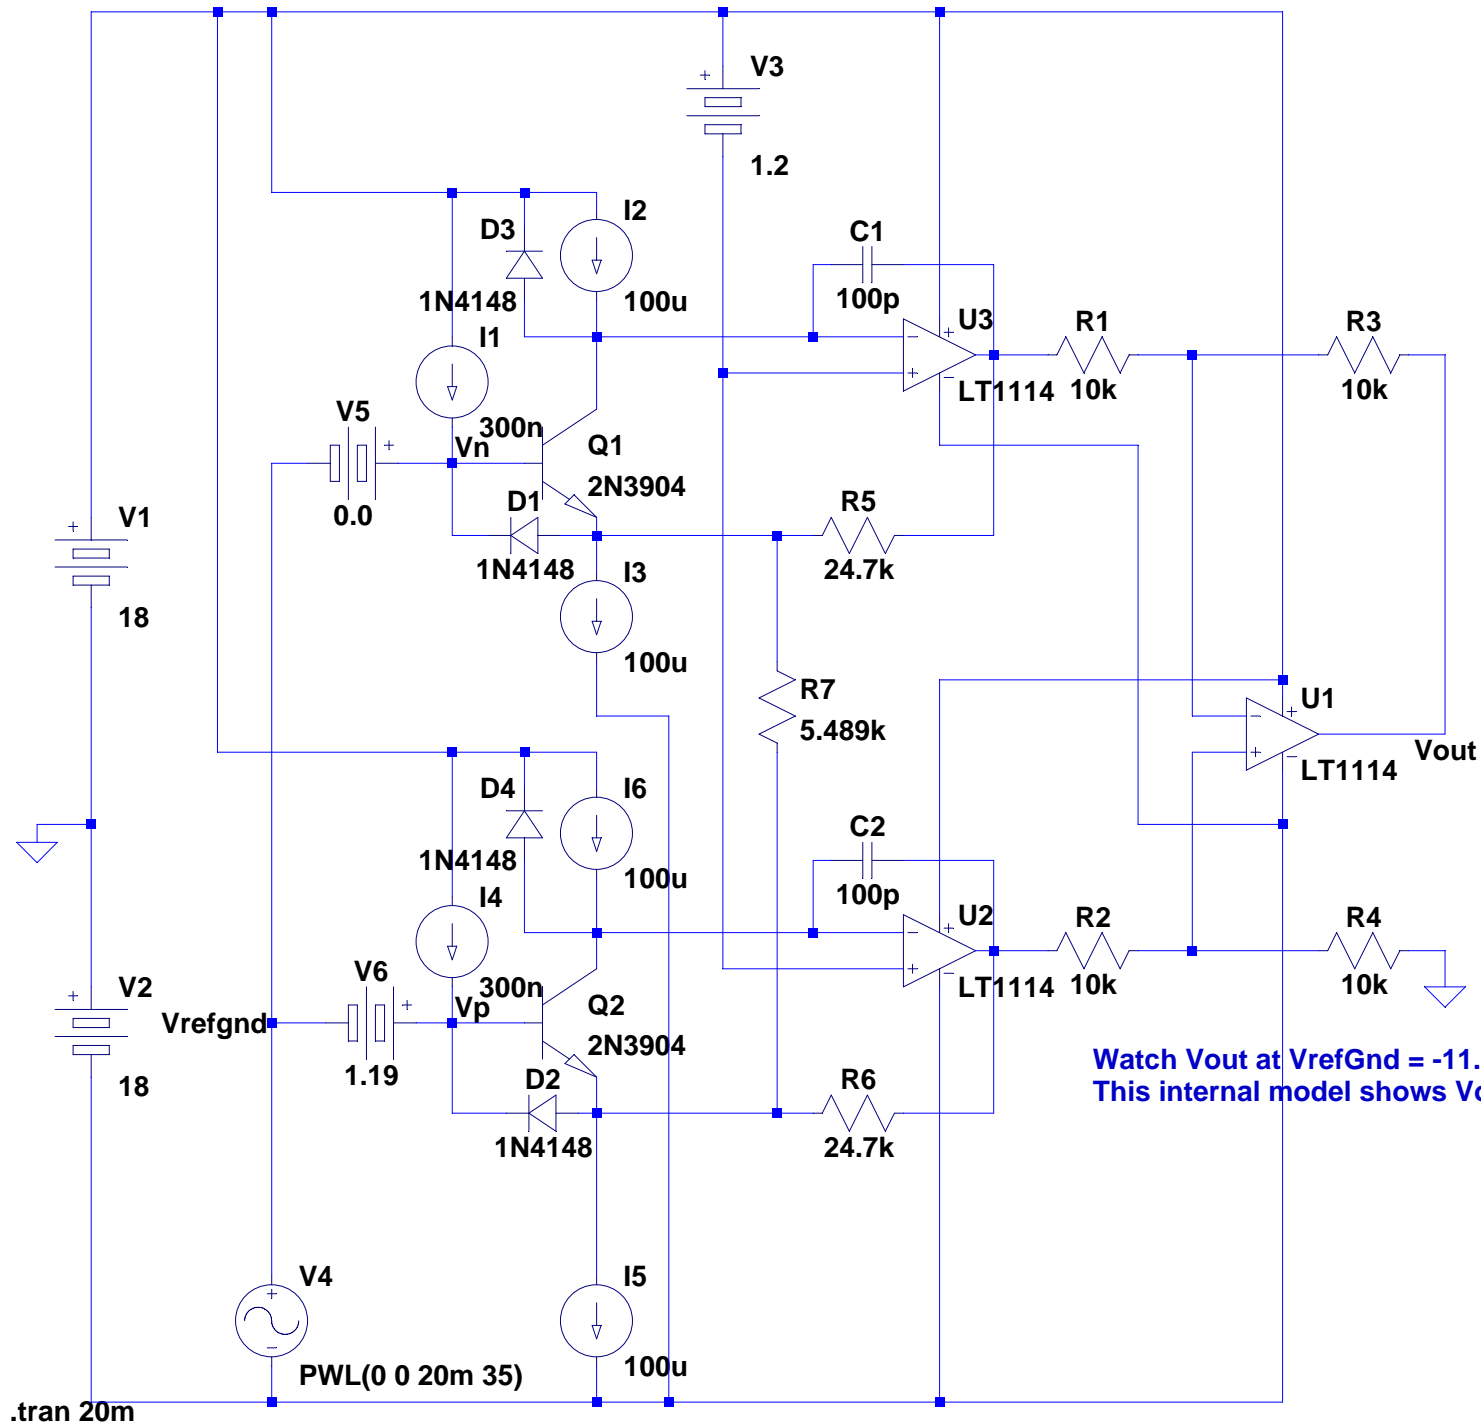 V3
1.2
I2
D3
100u
1N4148
I1
C1
100p
U3
LT1114
R1
10k
R3
10k
V5
0.0
300n
Vn
Q1
2N3904
D1
1N4148
R5
24.7k
V1
18
I3
100u
R7
5.489k
U1
LT1114
Vout
D4
1N4148
I6
100u
I4
C2
100p
U2
LT1114
R2
10k
R4
10k
V6
1.19
300n
Vp
Q2
2N3904
V2
18
Vrefgnd
D2
1N4148
R6
24.7k
Watch Vout at VrefGnd = -11.
This internal model shows
V4
PWL(0 0 20m 35)
I5
100u
.tran 20m